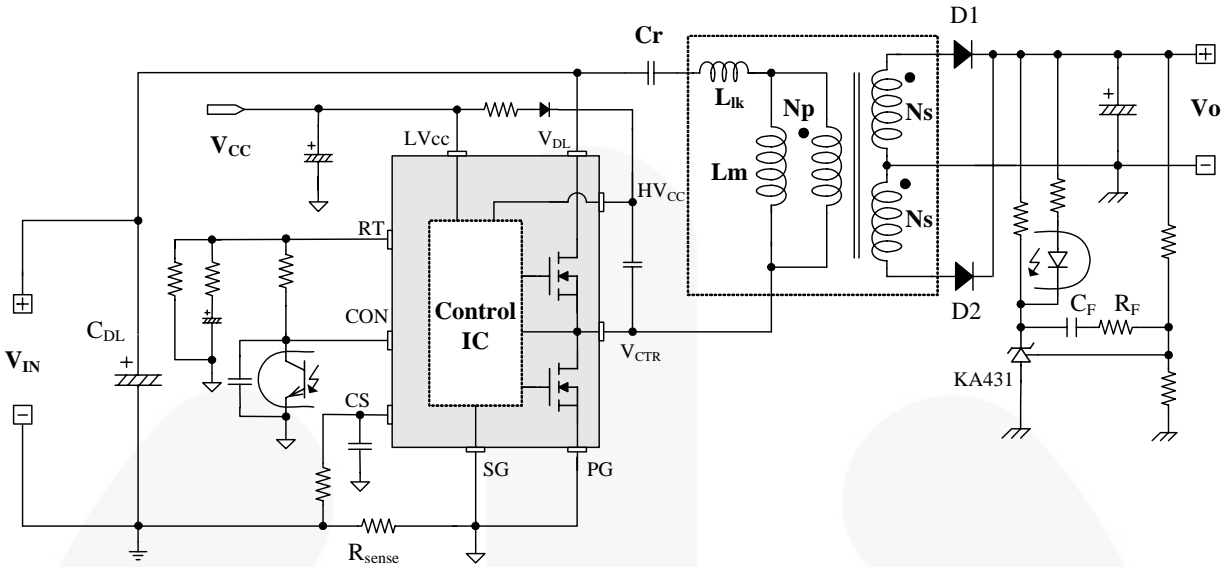 D1
Cr
+
Llk
Np
Ns
Vo
LVcc
VDL
VCC
+
+
Lm
HVCC
−
RT
Ns
+
CON
Control
IC
D2
CF
RF
CDL
+
VCTR
VIN
KA431
CS
−
SG
PG
Rsense